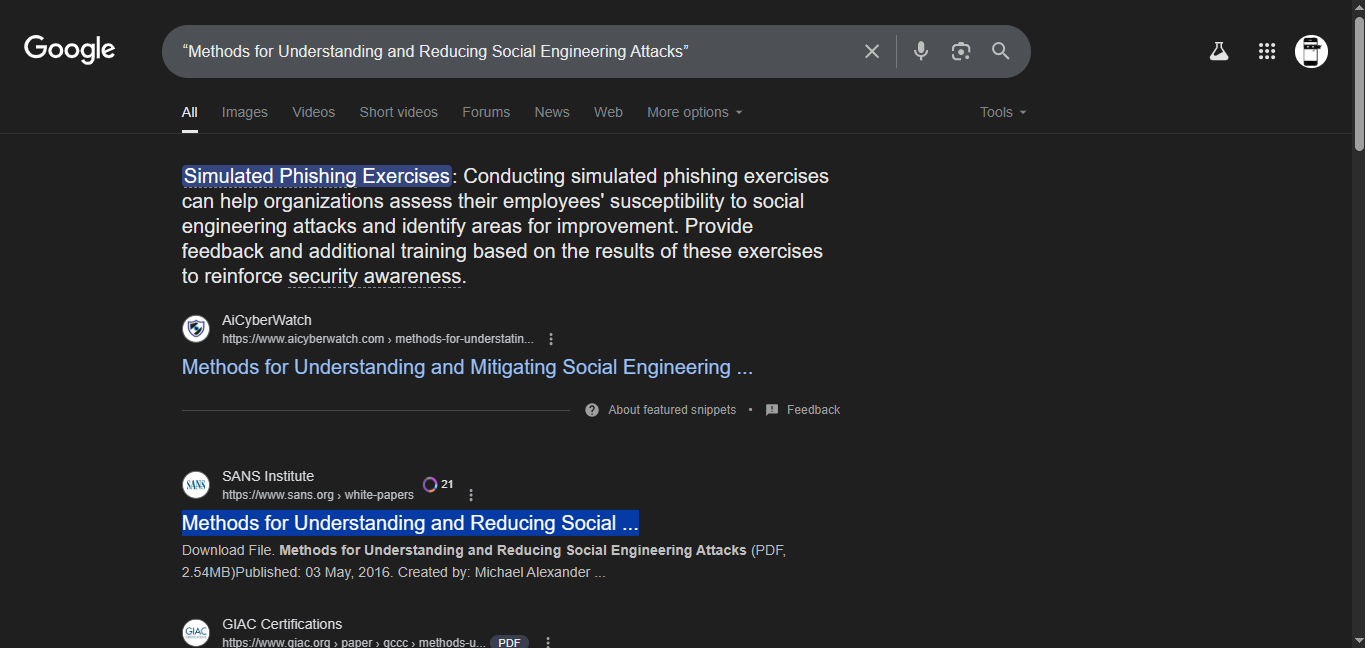 Google
“Methods for Understanding and Reducing Social Engineering Attacks”
All Images Videos Short videos Forums News Web More options Tools
Simulated Phishing Exercises: Conducting simulated phishing exercises
can help organizations assess their employees' susceptibility to social
engineering attacks and identify areas for improvement. Provide
feedback and additional training based on the results of these exercises
to reinforce security awareness.
AiCyberWatch
https://www.aicyberwatch.com › methods-for-understatin...
Methods for Understanding and Mitigating Social Engineering ...
About featured snippets • Feedback
SANS Institute
https://www.sans.org › white-papers
21
SANS
Methods for Understanding and Reducing Social ...
Download File. Methods for Understanding and Reducing Social Engineering Attacks (PDF,
2.54MB)Published: 03 May, 2016. Created by: Michael Alexander ...
GIAC Certifications
GIAC
https://www.giac.org › paper › gccc › methods-u... PDF